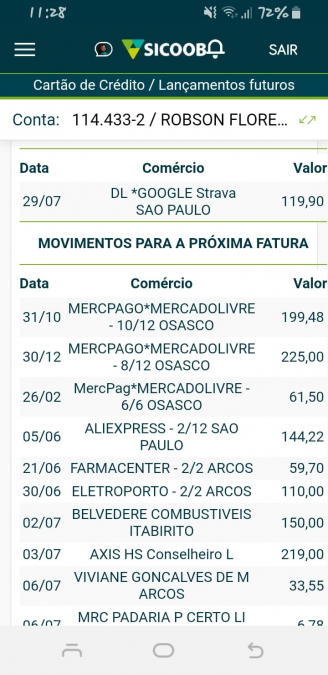 11:28
72%
SICOOB
SAIR
Cartão de Crédito / Lançamentos futuros
Conta: 114.433-2 / ROBSON FLORE...
Data Comércio Valor
29/07 DL *GOOGLE Strava SAO PAULO 119,90
MOVIMENTOS PARA A PRÓXIMA FATURA
Data Comércio Valor
31/10 MERCPAGO*MERCADOLIVRE - 10/12 OSASCO 199,48
30/12 MERCPAGO*MERCADOLIVRE - 8/12 OSASCO 225,00
26/02 MercPag*MERCADOLIVRE - 6/6 OSASCO 61,50
05/06 ALIEXPRESS - 2/12 SAO PAULO 144,22
21/06 FARMACENTER - 2/2 ARCOS 59,70
30/06 ELETROPORTO - 2/2 ARCOS 110,00
02/07 BELVEDERE COMBUSTIVEIS ITABIRITO 150,00
03/07 AXIS HS Conselheiro L 219,00
06/07 VIVIANE GONCALVES DE M ARCOS 33,55
06/07 MRC PADARIA P CERTO LI 6,78